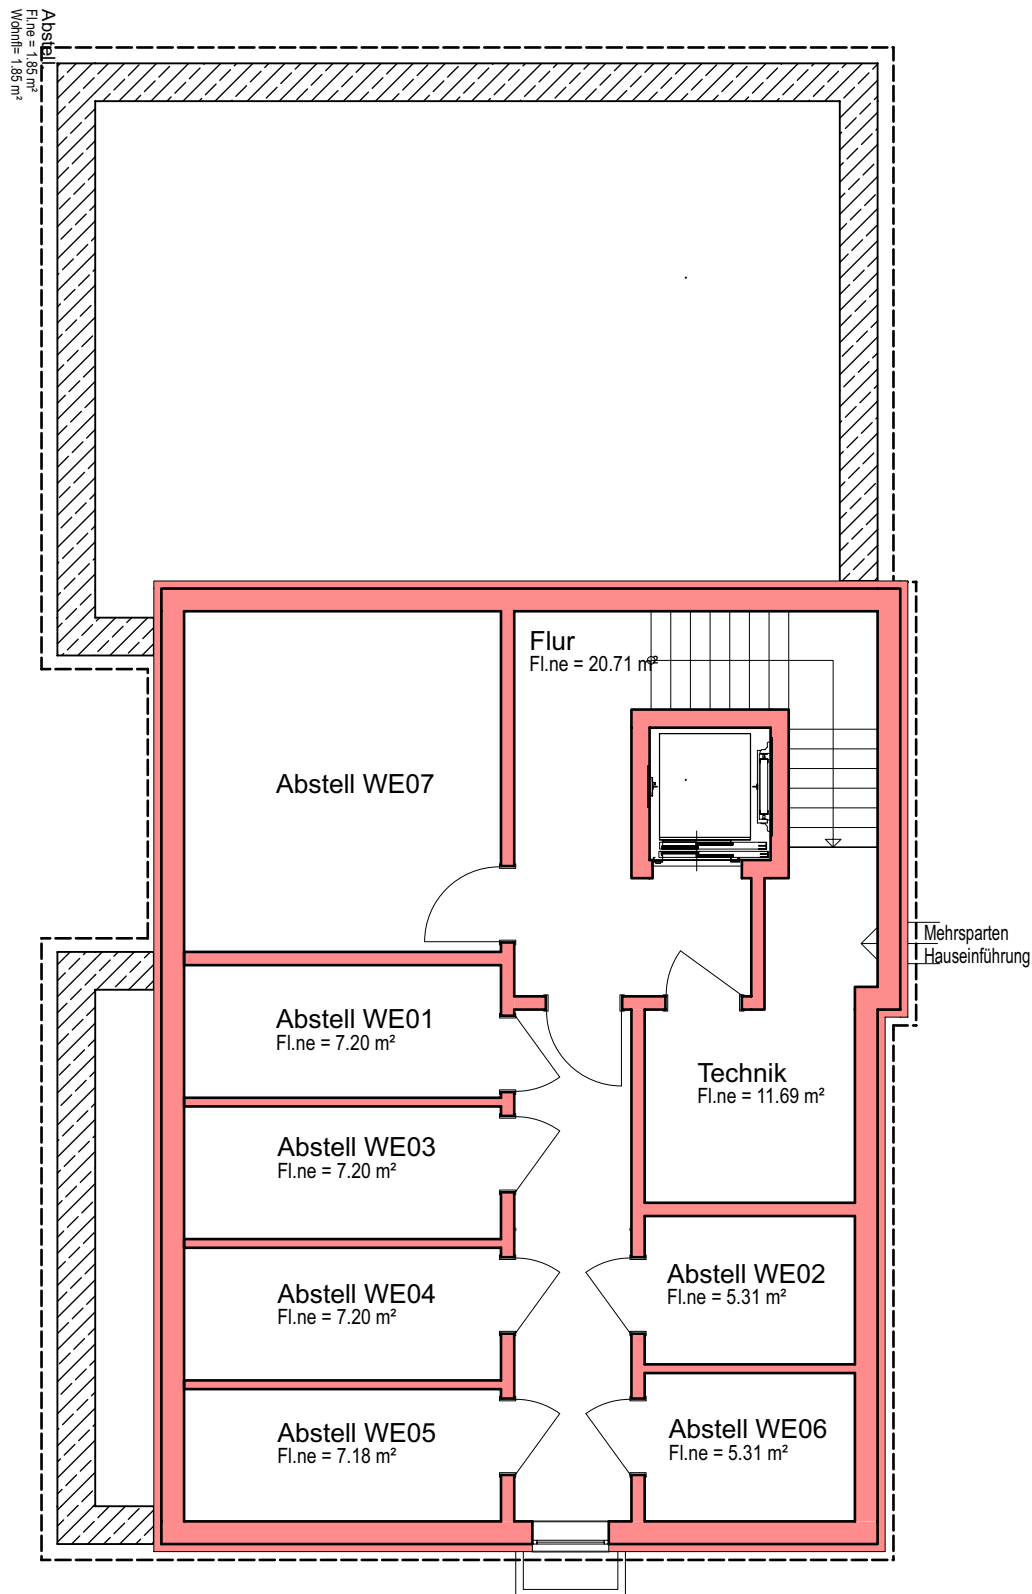 Abstell
Fl.ne = 1.85 m²
Wohnfl= 1.85 m²
Flur
Fl.ne = 20.71 m²
Abstell WE07
Mehrsparten
Hauseinführung
Abstell WE01
Fl.ne = 7.20 m²
Technik
Fl.ne = 11.69 m²
Abstell WE03
Fl.ne = 7.20 m²
Abstell WE02
Fl.ne = 5.31 m²
Abstell WE04
Fl.ne = 7.20 m²
Abstell WE05
Fl.ne = 7.18 m²
Abstell WE06
Fl.ne = 5.31 m²